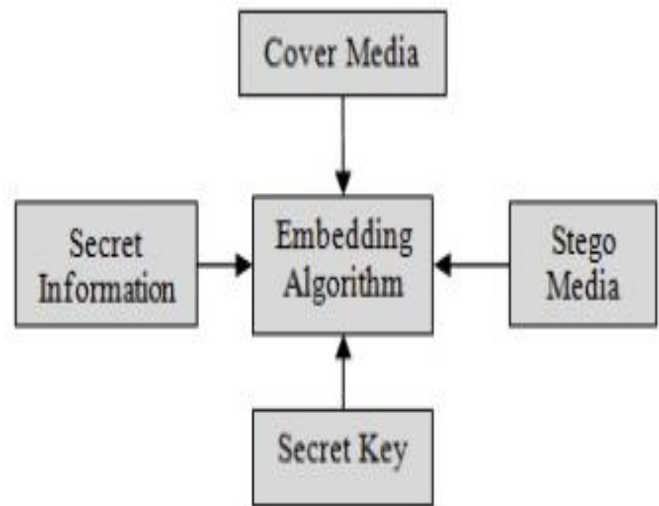 Cover Media
Secret
Information
Embedding
Algorithm
Stego
Media
Secret Key